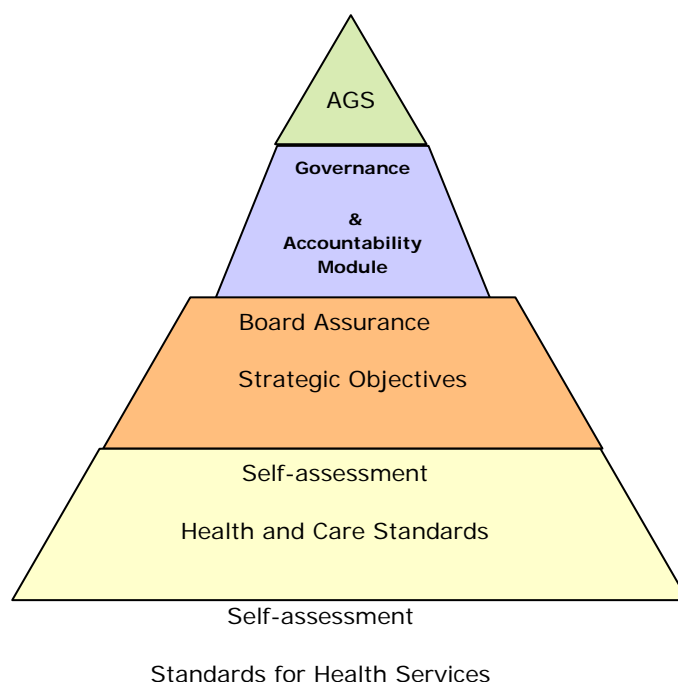 AGS
Governance
&
Accountability
Module
Board Assurance
Strategic Objectives
Self-assessment
Health and Care Standards
Self-assessment
Standards for Health Services